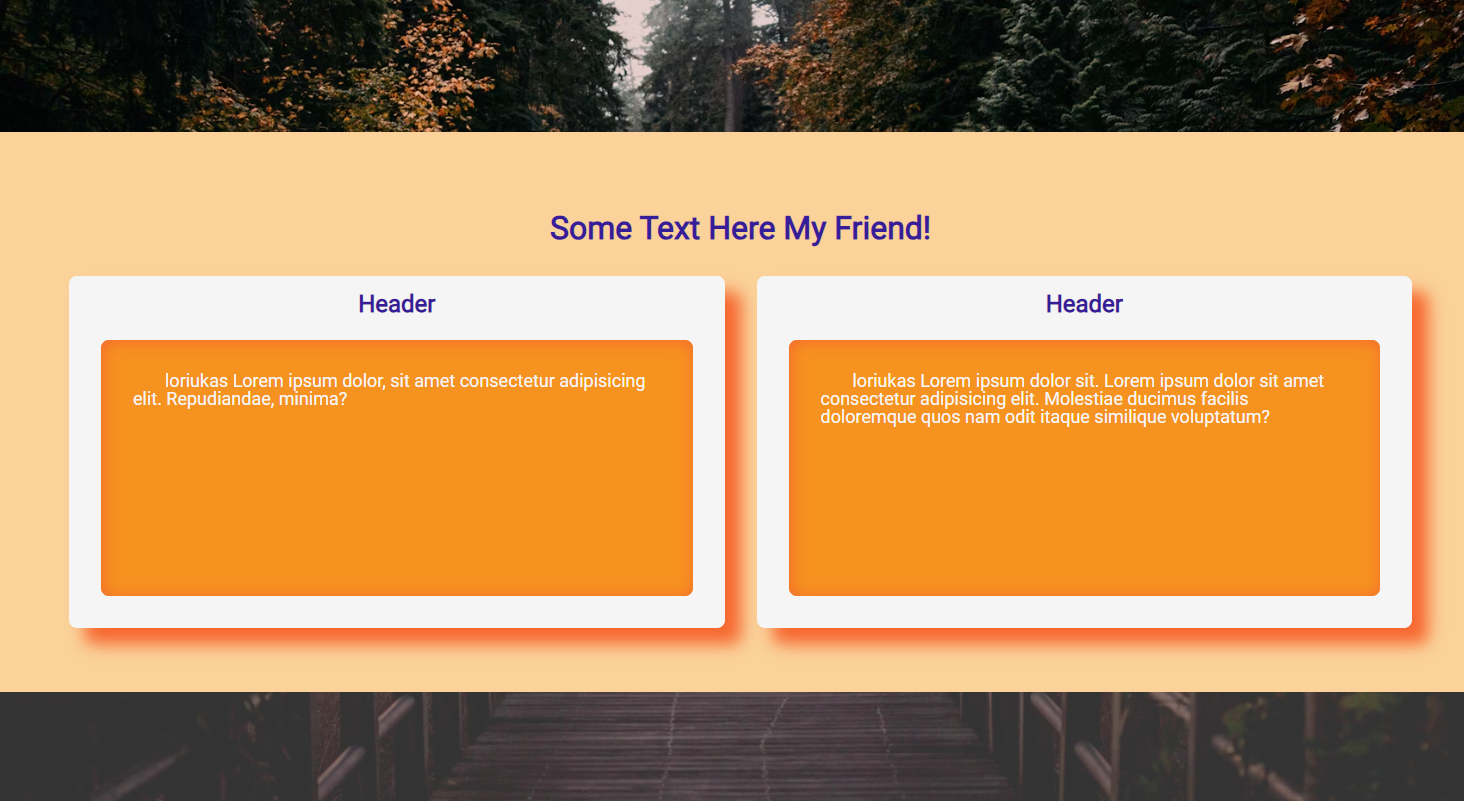 Some Text Here My Friend!
Header
loriukas Lorem ipsum dolor, sit amet consectetur adipisicing
elit. Repudiandae, minima?
Header
loriukas Lorem ipsum dolor sit. Lorem ipsum dolor sit amet
consectetur adipisicing elit. Molestiae ducimus facilis
doloremque quos nam odit itaque similique voluptatum?